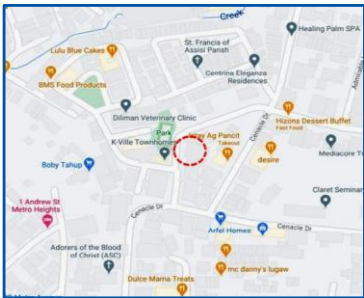 Creek
Healing Palm SPA
St. Francis of
Assisi Parish
Lulu Blue Cakes
Centrina Eleganza
Residences
BMS Food Products
Diliman Veterinary Clinic
Hizons Dessert Buffet
Fast Food
Park
Ag Pancit
Takeout
K-Ville Townhomes
Cenacle Dr
desire
Mediacore
Boby Tahup
Claret Seminar
1 Andrew St
Metro Heights
Cenacle Dr
Arfel Homes
Cenacle Dr
Adorers of the Blood
of Christ (ASC)
mc danny's lugaw
Dulce Mama Treats